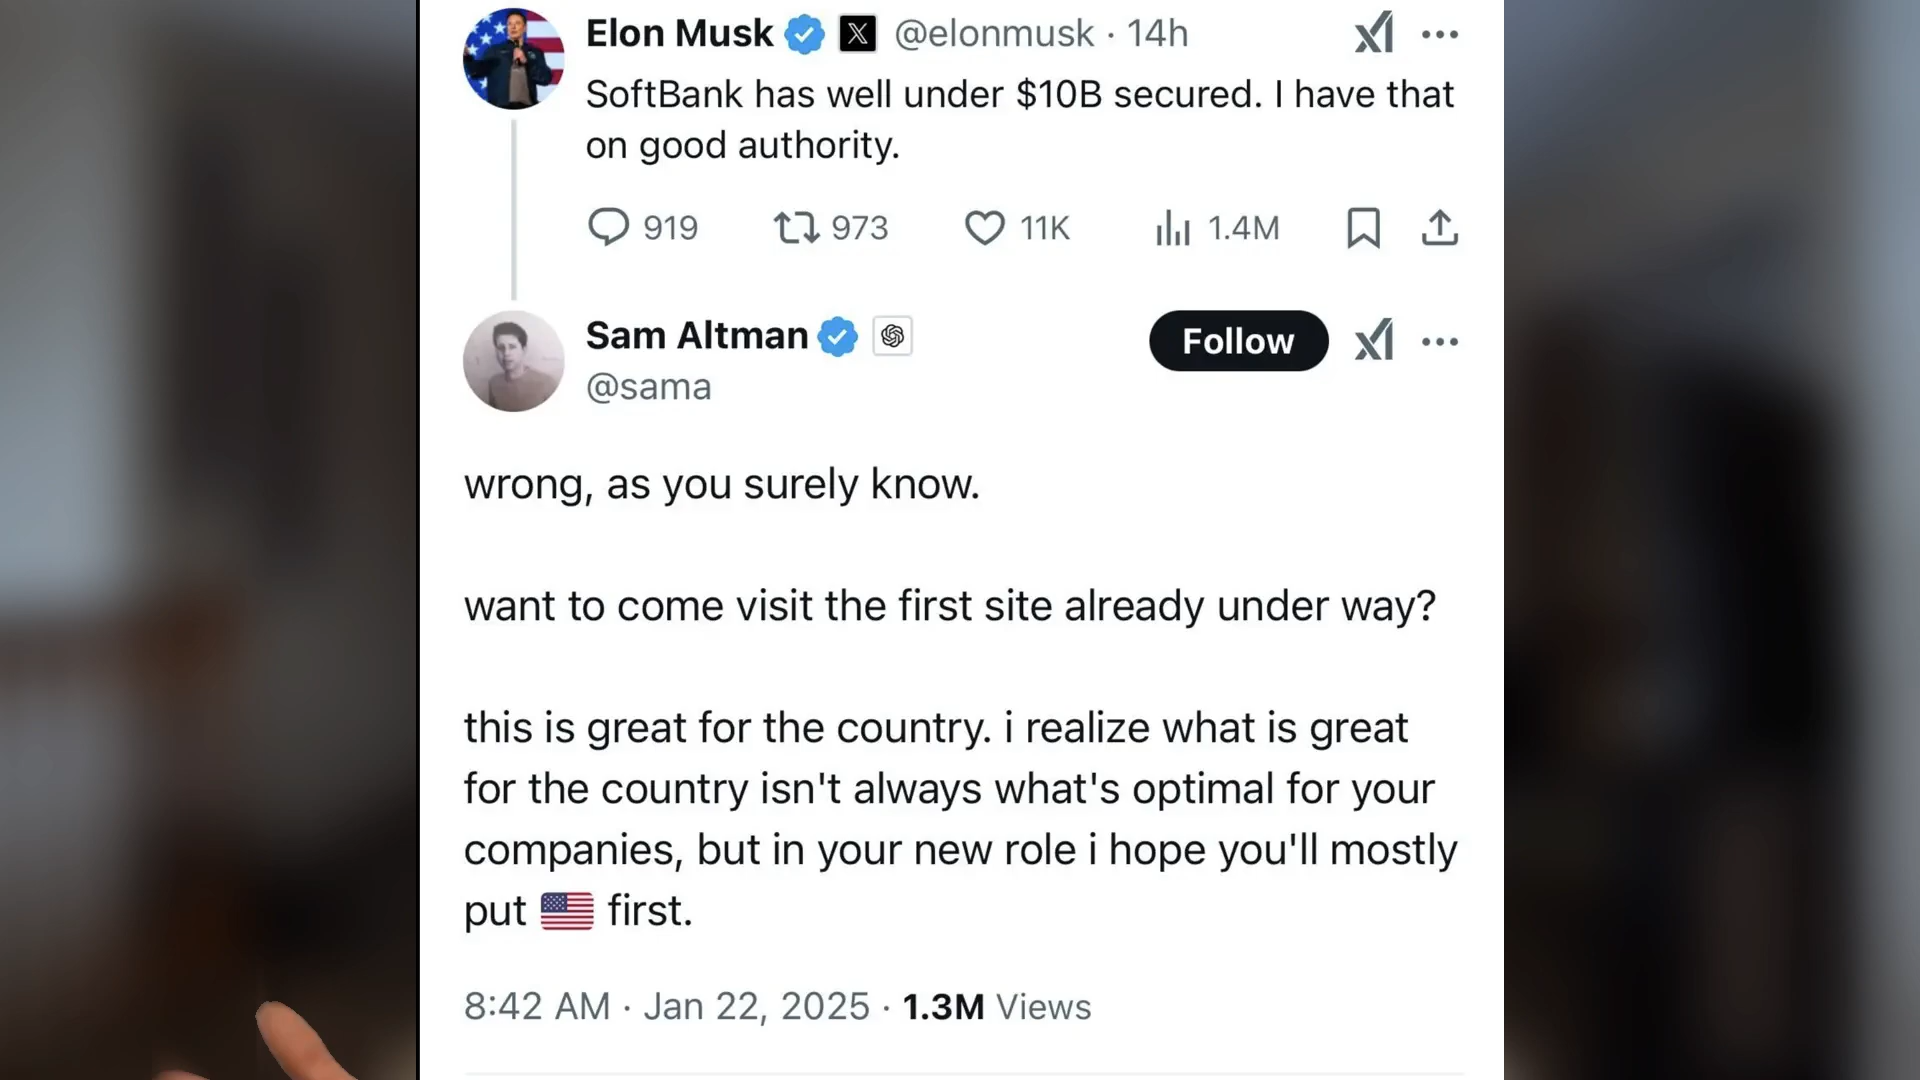 Elon Musk @elonmusk · 14h
SoftBank has well under $10B secured. I have that
on good authority.
919 973 11K 1.4M
Sam Altman Follow
@sama
wrong, as you surely know.
want to come visit the first site already under way?
this is great for the country. i realize what is great
for the country isn't always what's optimal for your
companies, but in your new role i hope you'll mostly
put 🇺🇸 first.
8:42 AM · Jan 22, 2025 · 1.3M Views